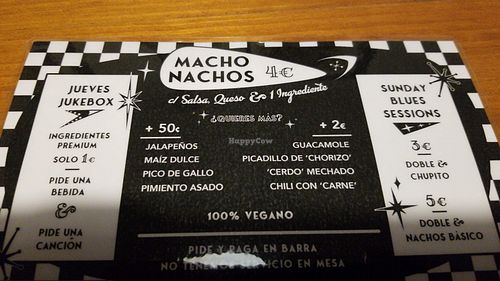 MACHO
NACHOS 4€
c/ Salsa, Queso & 1 Ingrediente
¿QUIERES MAS?
+ 50¢
JALAPEÑOS
MAÍZ DULCE
PICO DE GALLO
PIMIENTO ASADO
+ 2€
GUACAMOLE
PICADILLO DE 'CHORIZO'
'CERDO' MECHADO
CHILI CON 'CARNE'
100% VEGANO
PIDE Y PAGA EN BARRA
NO TENEMOS SERVICIO EN MESA
JUEVES
JUKEBOX
INGREDIENTES
PREMIUM
SOLO 1€
PIDE UNA
BEBIDA
&
PIDE UNA
CANCIÓN
SUNDAY
BLUES
SESSIONS
3€
DOBLE &
CHUPITO
5€
DOBLE &
NACHOS BÁSICO
HappyCow